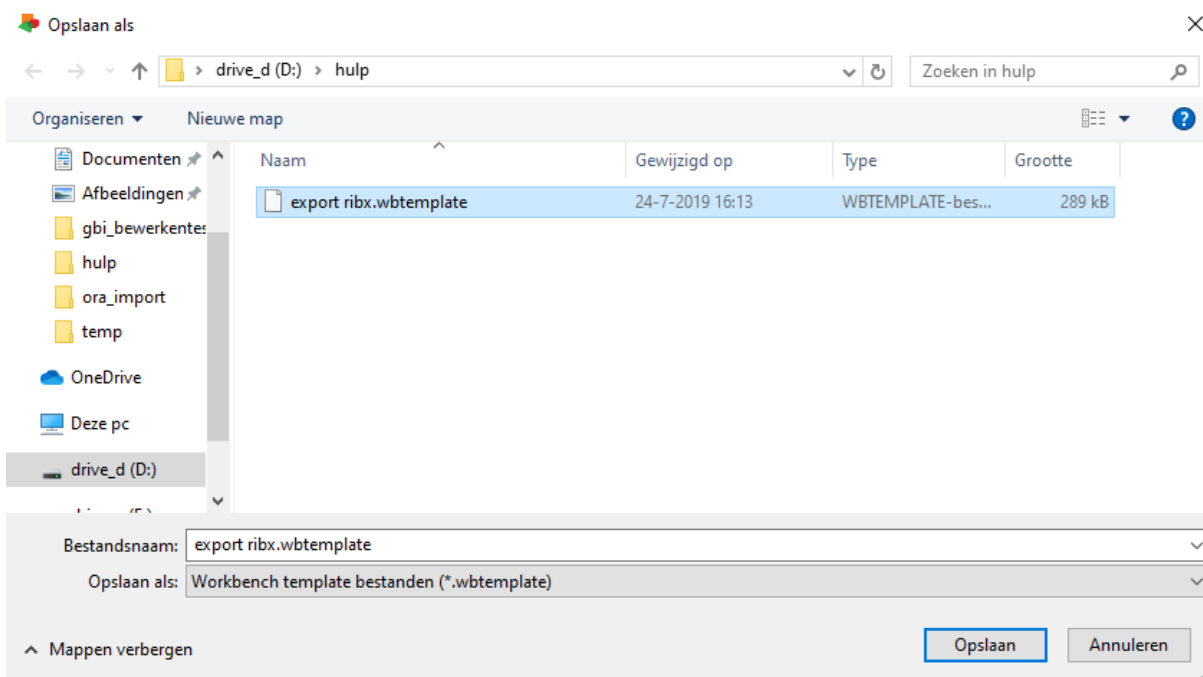 Opslaan als
drive_d (D:) > hulp
Zoeken in hulp
Organiseren
Nieuwe map
Naam
Gewijzigd op
Type
Grootte
export ribx.wbtemplate
24-7-2019 16:13
WBTEMPLATE-bes...
289 kB
Documenten
Afbeeldingen
gbi_bewerkentes
hulp
ora_import
temp
OneDrive
Deze pc
drive_d (D:)
Bestandsnaam: export ribx.wbtemplate
Opslaan als: Workbench template bestanden (*.wbtemplate)
Mappen verbergen
Opslaan
Annuleren